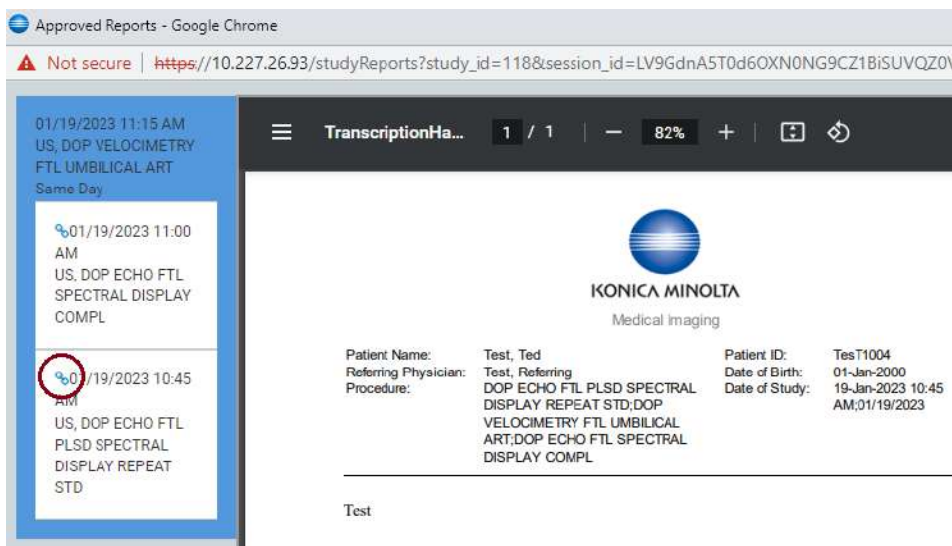 Approved Reports - Google Chrome
Not secure | https://10.227.26.93/studyReports?study_id=118&session_id=LV9GdnA5T0d6OXN0NG9CZ1BiSUVQZ0V
01/19/2023 11:15 AM
US, DOP VELOCIMETRY
FTL UMBILICAL ART
Same Day
01/19/2023 11:00
AM
US, DOP ECHO FTL
SPECTRAL DISPLAY
COMPL
01/19/2023 10:45
AM
US, DOP ECHO FTL
PLSD SPECTRAL
DISPLAY REPEAT
STD
TranscriptionHa... 1 / 1 | − 82% + |
KONICA MINOLTA
Medical Imaging
Patient Name: Test, Ted Patient ID: TesT1004
Referring Physician: Test, Referring Date of Birth: 01-Jan-2000
Procedure: DOP ECHO FTL PLSD SPECTRAL Date of Study: 19-Jan-2023 10:45
DISPLAY REPEAT STD;DOP AM;01/19/2023
VELOCIMETRY FTL UMBILICAL
ART;DOP ECHO FTL SPECTRAL
DISPLAY COMPL
Test